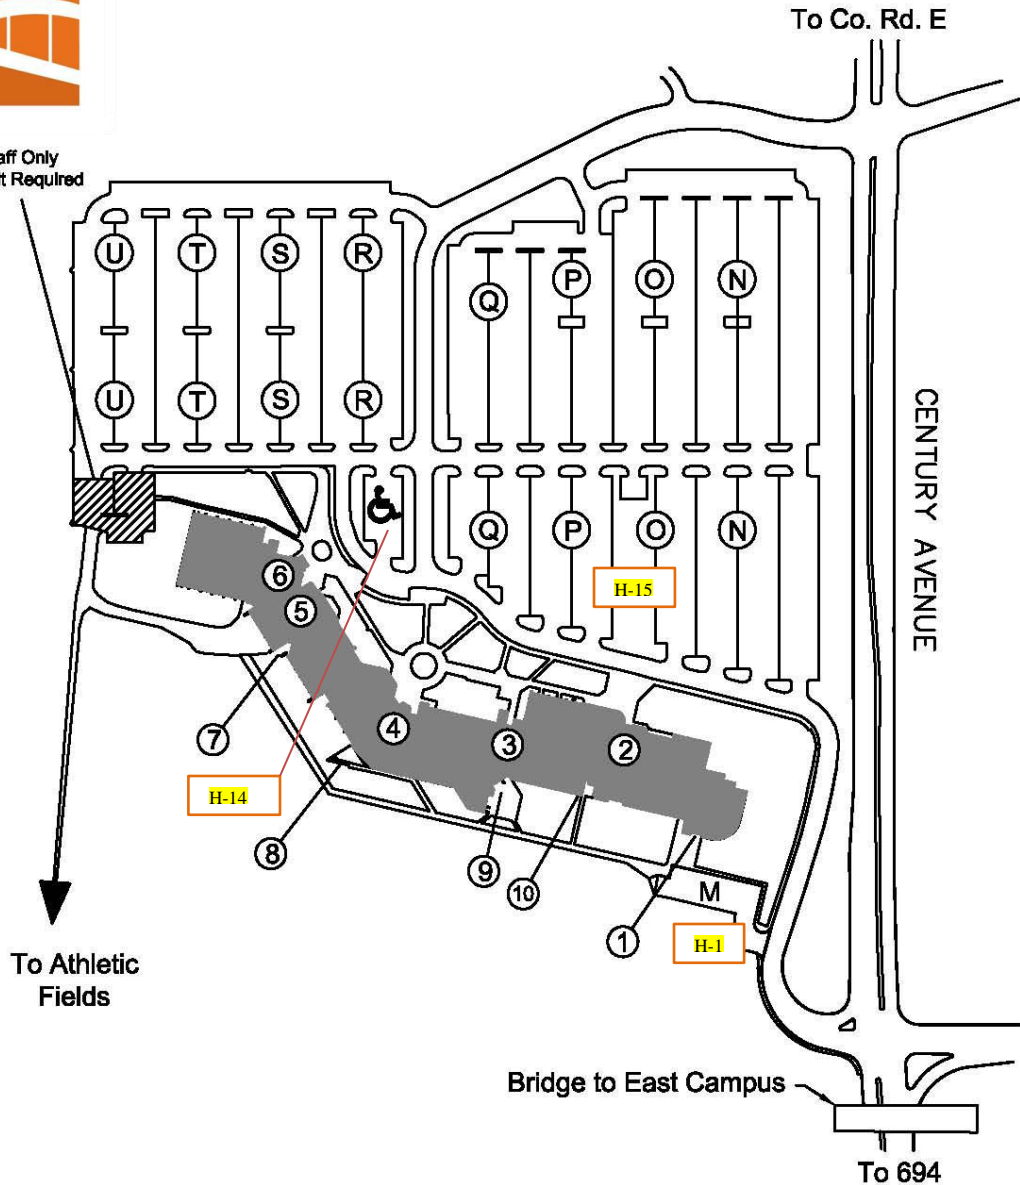 To Co. Rd. E
aff Only
it Required
U T S R
P O N
Q
U T S R
Q P O N
CENTURY AVENUE
6
5
H-15
7
4
3
2
H-14
8
9
10
M
1
H-1
To Athletic
Fields
Bridge to East Campus
To 694